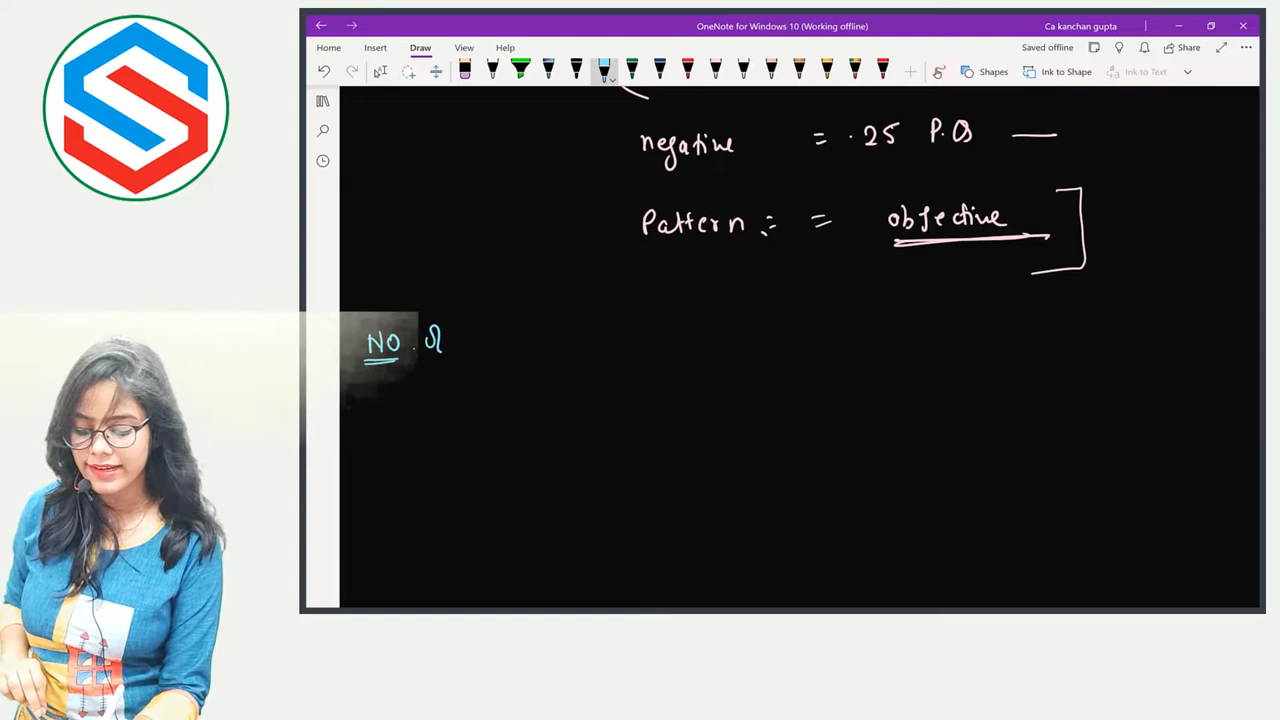 OneNote for Windows 10 (Working offline)
Ca kanchan gupta
Home Insert Draw View Help
Saved offline
Share
Shapes
Ink to Shape
Ink to Text
negative = .25 P.Q —
Pattern := = objective
NO.